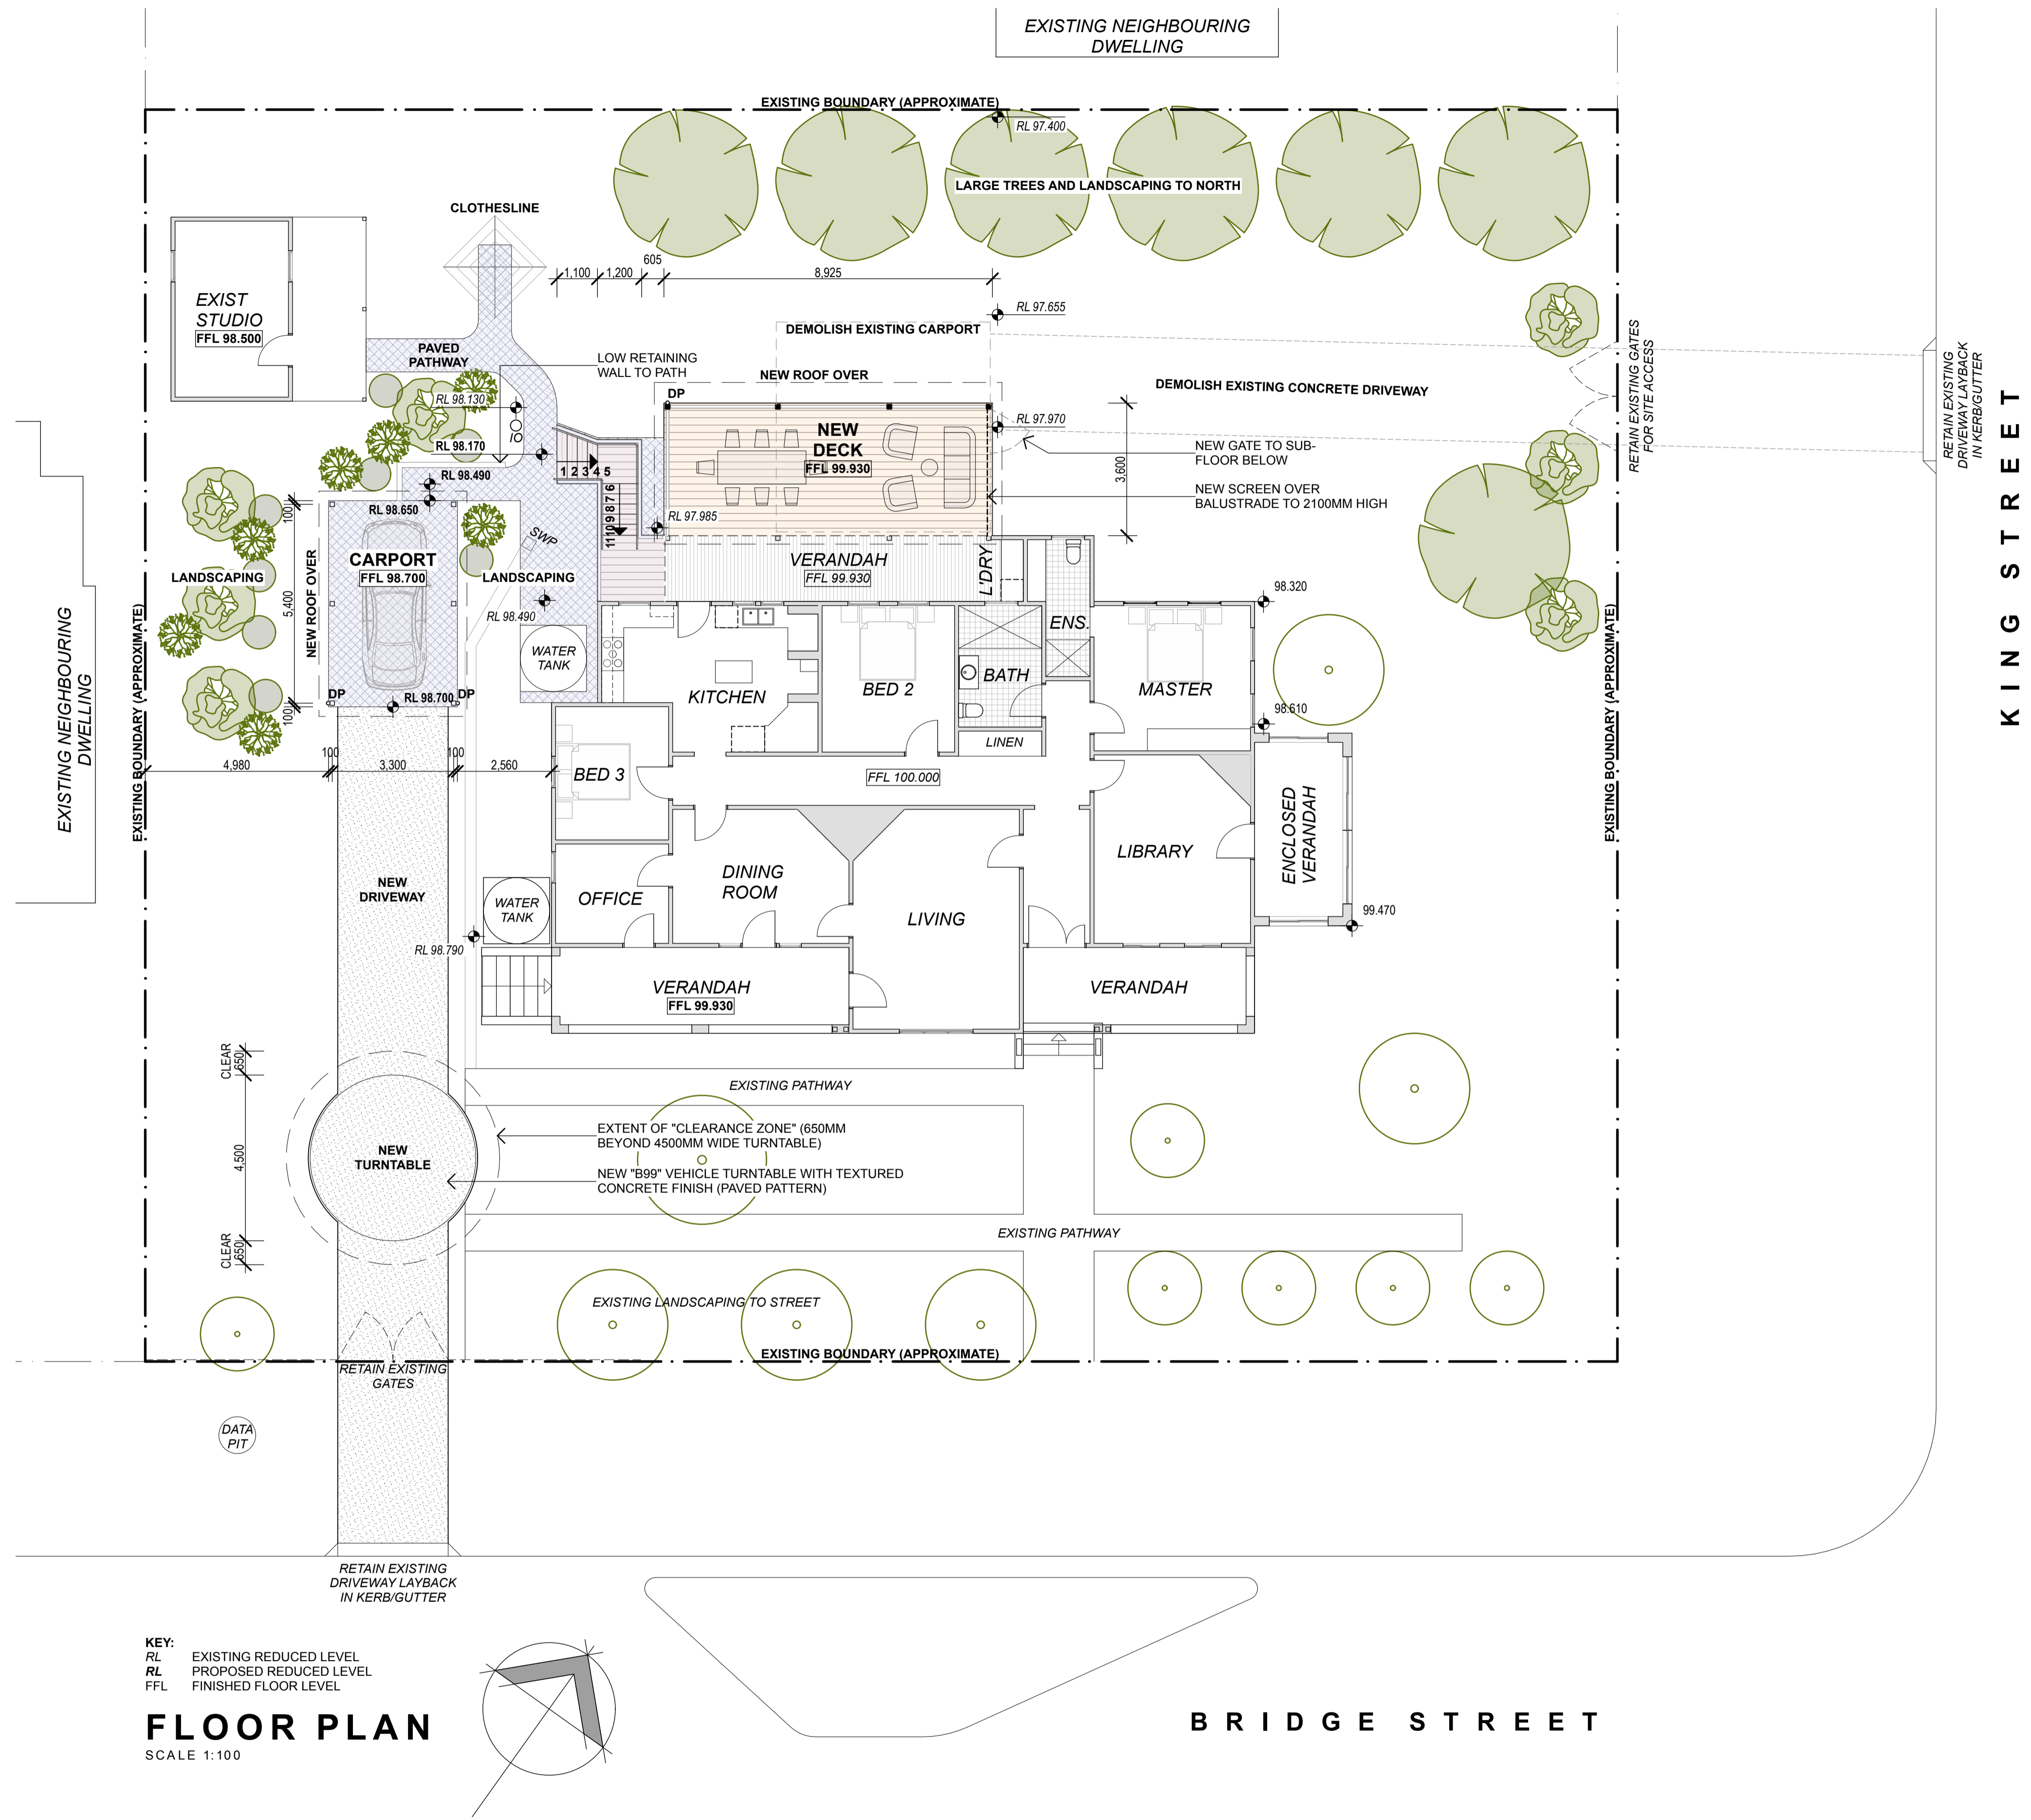 EXISTING NEIGHBOURING
DWELLING
EXISTING BOUNDARY (APPROXIMATE)
RL 97.400
LARGE TREES AND LANDSCAPING TO NORTH
CLOTHESLINE
605
1,100
1,200
8,925
EXIST
STUDIO
FFL 98.500
RL 97.655
DEMOLISH EXISTING CARPORT
PAVED
PATHWAY
LOW RETAINING
WALL TO PATH
NEW ROOF OVER
DEMOLISH EXISTING CONCRETE DRIVEWAY
RETAIN EXISTING GATES
FOR SITE ACCESS
RETAIN EXISTING
DRIVEWAY LAYBACK
IN KERB/GUTTER
KING STREET
DP
RL 98.130
IO
RL 97.970
NEW
DECK
FFL 99.930
RL 98.170
NEW GATE TO SUB-
FLOOR BELOW
3,600
RL 98.490
1 2 3 4 5
6
7
8
9
10
11
NEW SCREEN OVER
BALUSTRADE TO 2100MM HIGH
100
RL 98.650
RL 97.985
SWP
CARPORT
FFL 98.700
NEW ROOF OVER
5,400
LANDSCAPING
LANDSCAPING
VERANDAH
FFL 99.930
L'DRY
98.320
RL 98.490
ENS.
WATER
TANK
EXISTING NEIGHBOURING
DWELLING
EXISTING BOUNDARY (APPROXIMATE)
KITCHEN
BED 2
BATH
MASTER
EXISTING BOUNDARY (APPROXIMATE)
DP
RL 98.700
DP
100
98.610
LINEN
100
100
4,980
3,300
2,560
BED 3
FFL 100.000
ENCLOSED
VERANDAH
LIBRARY
NEW
DRIVEWAY
DINING
ROOM
OFFICE
WATER
TANK
LIVING
99.470
RL 98.790
VERANDAH
FFL 99.930
VERANDAH
CLEAR
650
EXISTING PATHWAY
EXTENT OF "CLEARANCE ZONE" (650MM
BEYOND 4500MM WIDE TURNTABLE)
4,500
NEW
TURNTABLE
NEW "B99" VEHICLE TURNTABLE WITH TEXTURED
CONCRETE FINISH (PAVED PATTERN)
EXISTING PATHWAY
CLEAR
650
EXISTING LANDSCAPING TO STREET
EXISTING BOUNDARY (APPROXIMATE)
RETAIN EXISTING
GATES
DATA
PIT
RETAIN EXISTING
DRIVEWAY LAYBACK
IN KERB/GUTTER
KEY:
RL EXISTING REDUCED LEVEL
RL PROPOSED REDUCED LEVEL
FFL FINISHED FLOOR LEVEL
FLOOR PLAN
SCALE 1:100
BRIDGE STREET